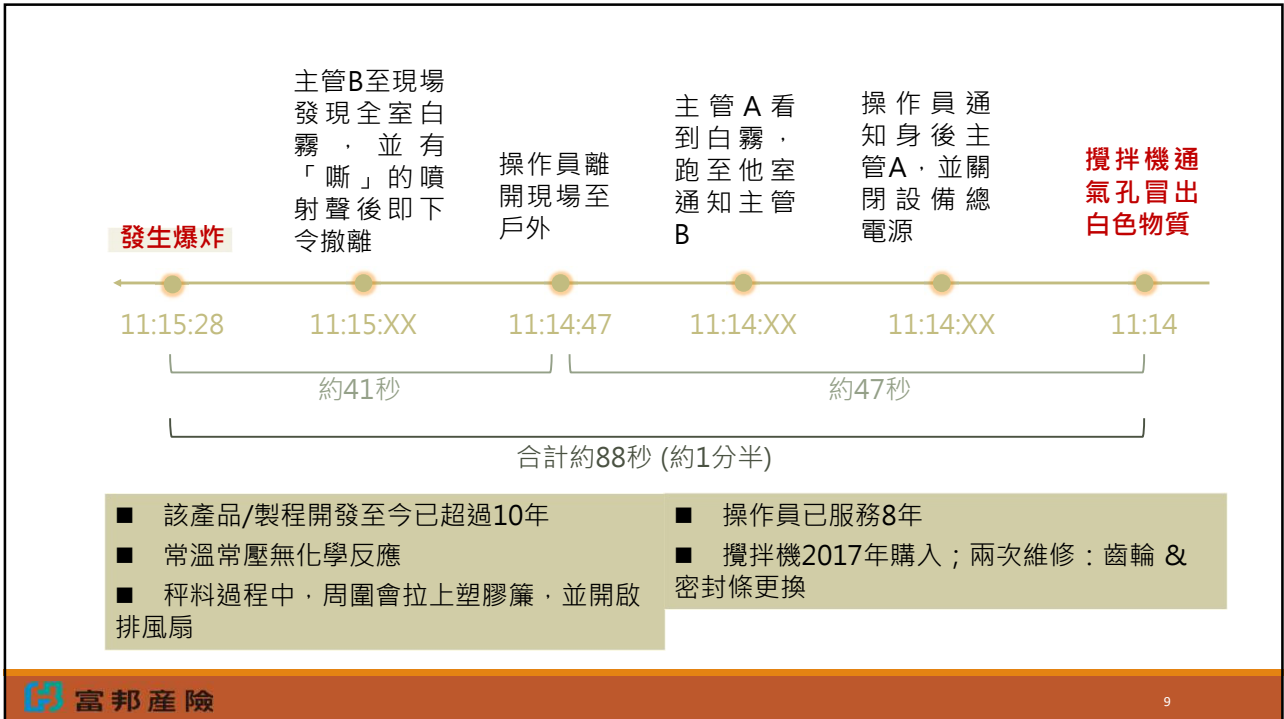 主管B至現場
發現全室白
霧，並有
「嘶」的噴
射聲後即下
令撤離
主管A看
到白霧，
跑至他室
通知主管
B
操作員通
知身後主
管A，並關
閉設備總
電源
操作員離
開現場至
戶外
攪拌機通
氣孔冒出
白色物質
發生爆炸
11:15:28
11:15:XX
11:14:47
11:14:XX
11:14:XX
11:14
約41秒
約47秒
合計約88秒 (約1分半)
■ 該產品/製程開發至今已超過10年
■ 常溫常壓無化學反應
■ 秤料過程中，周圍會拉上塑膠簾，並開啟
排風扇
■ 操作員已服務8年
■ 攪拌機2017年購入；兩次維修：齒輪 &
密封條更換
富邦產險
9